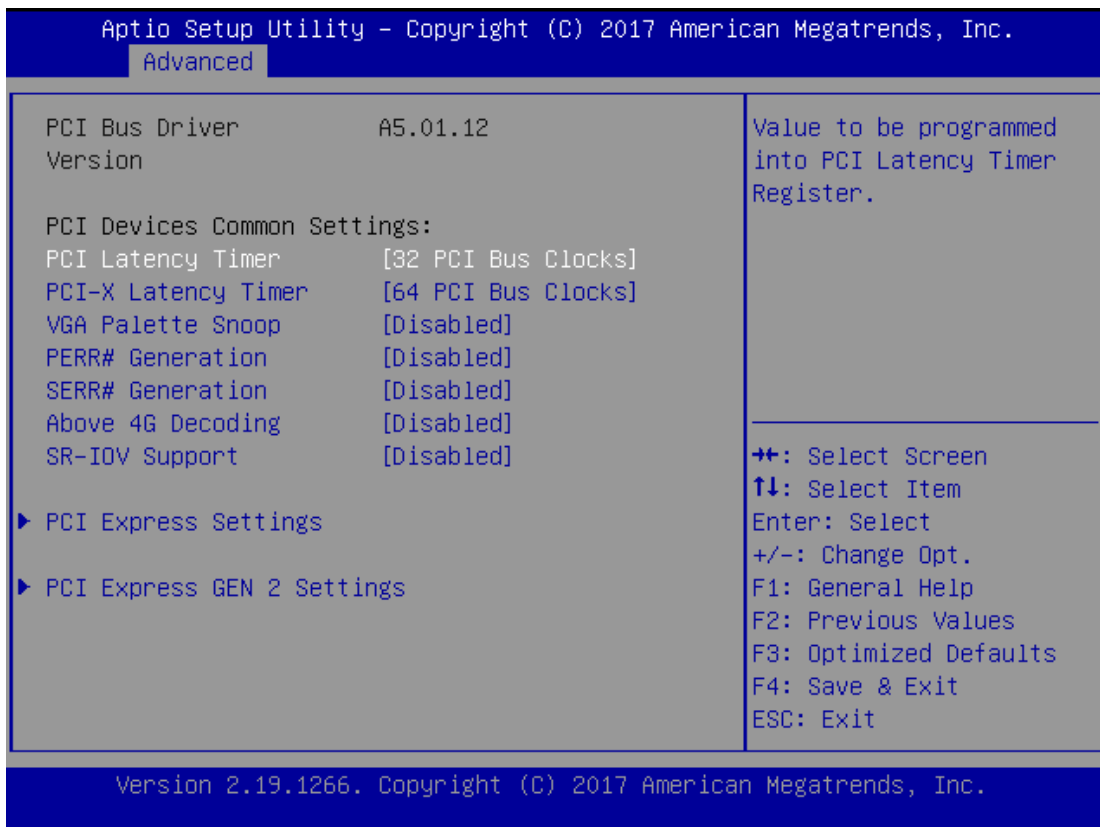 Aptio Setup Utility – Copyright (C) 2017 American Megatrends, Inc.
Advanced
PCI Bus Driver A5.01.12
Version
PCI Devices Common Settings:
PCI Latency Timer [32 PCI Bus Clocks]
PCI-X Latency Timer [64 PCI Bus Clocks]
VGA Palette Snoop [Disabled]
PERR# Generation [Disabled]
SERR# Generation [Disabled]
Above 4G Decoding [Disabled]
SR-IOV Support [Disabled]
▶ PCI Express Settings
▶ PCI Express GEN 2 Settings
Value to be programmed
into PCI Latency Timer
Register.
→←: Select Screen
↑↓: Select Item
Enter: Select
+/-: Change Opt.
F1: General Help
F2: Previous Values
F3: Optimized Defaults
F4: Save & Exit
ESC: Exit
Version 2.19.1266. Copyright (C) 2017 American Megatrends, Inc.